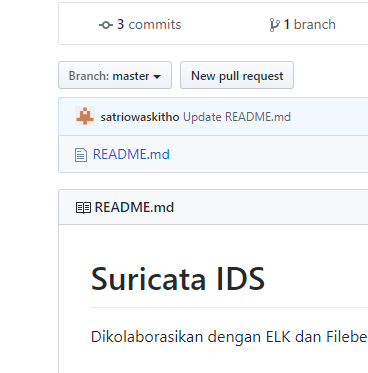 3 commits 1 branch
Branch: master New pull request
satriowaskitho Update README.md
README.md
README.md
Suricata IDS
Dikolaborasikan dengan ELK dan